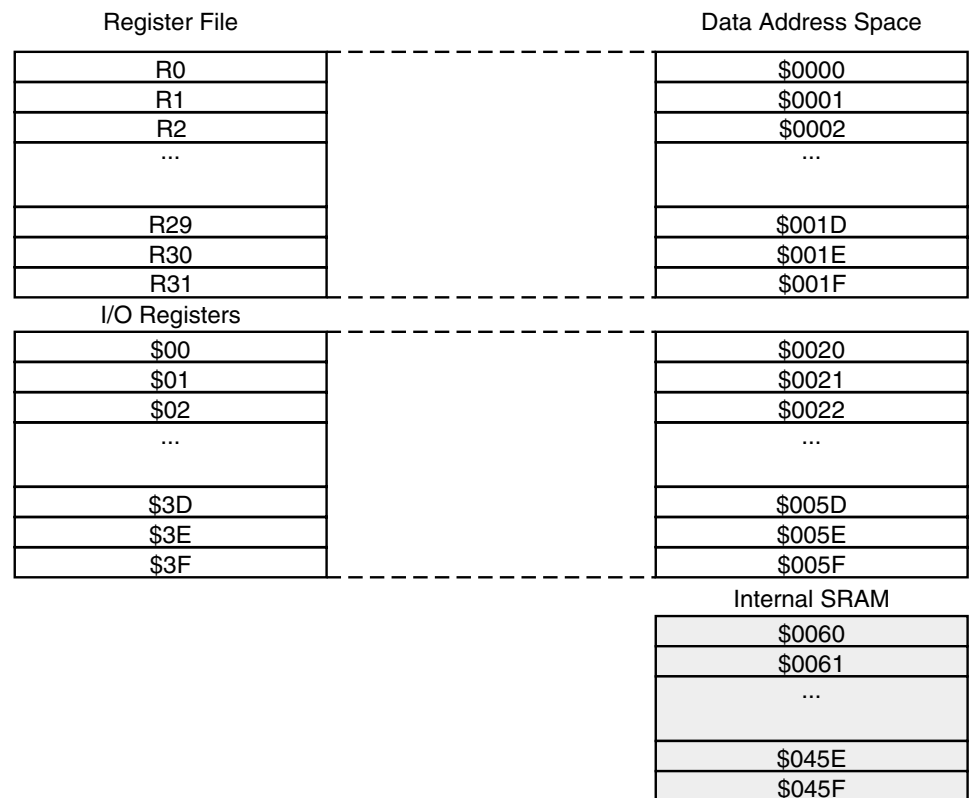 Register File
Data Address Space
R0
$0000
R1
$0001
R2
$0002
...
...
R29
$001D
R30
$001E
R31
$001F
I/O Registers
$00
$0020
$01
$0021
$02
$0022
...
...
$3D
$005D
$3E
$005E
$3F
$005F
Internal SRAM
$0060
$0061
...
$045E
$045F